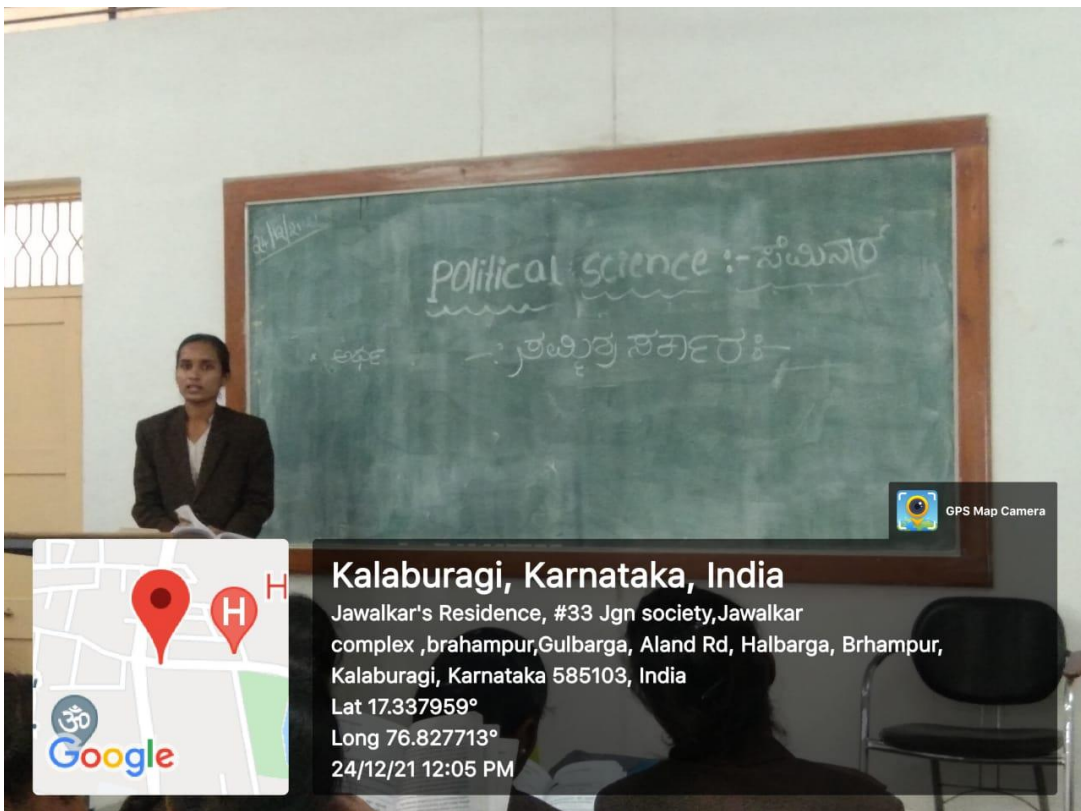 political science :- ಸೆಮಿನಾರ್
ಅರ್ಥ
ಸರ್ಕಾರ :-
GPS Map Camera
H
H
Kalaburagi, Karnataka, India
Jawalkar's Residence, #33 Jgn society,Jawalkar
complex ,brahampur,Gulbarga, Aland Rd, Halbarga, Brhampur,
Kalaburagi, Karnataka 585103, India
Lat 17.337959°
Long 76.827713°
24/12/21 12:05 PM
ॐ
Google